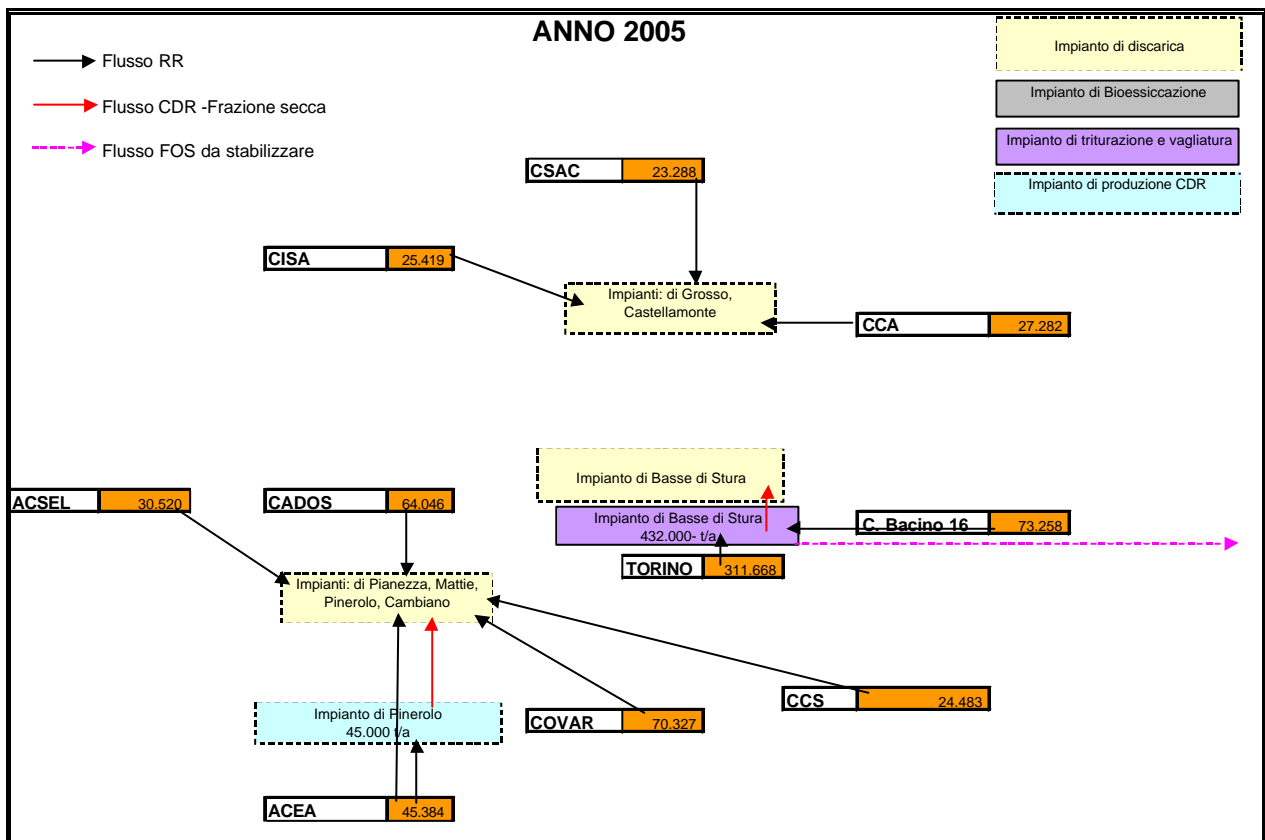 ANNO 2005
Flusso RR
Flusso CDR -Frazione secca
Flusso FOS da stabilizzare
Impianto di discarica
Impianto di Bioessiccazione
Impianto di triturazione e vagliatura
Impianto di produzione CDR
CSAC 23.288
CISA 25.419
Impianti: di Grosso,
Castellamonte
CCA 27.282
ACSEL 30.520
CADOS 64.046
Impianto di Basse di Stura
Impianto di Basse di Stura
432.000- t/a
C. Bacino 16 73.258
TORINO 311.668
Impianti: di Pianezza, Mattie,
Pinerolo, Cambiano
CCS 24.483
Impianto di Pinerolo
45.000 t/a
COVAR 70.327
ACEA 45.384